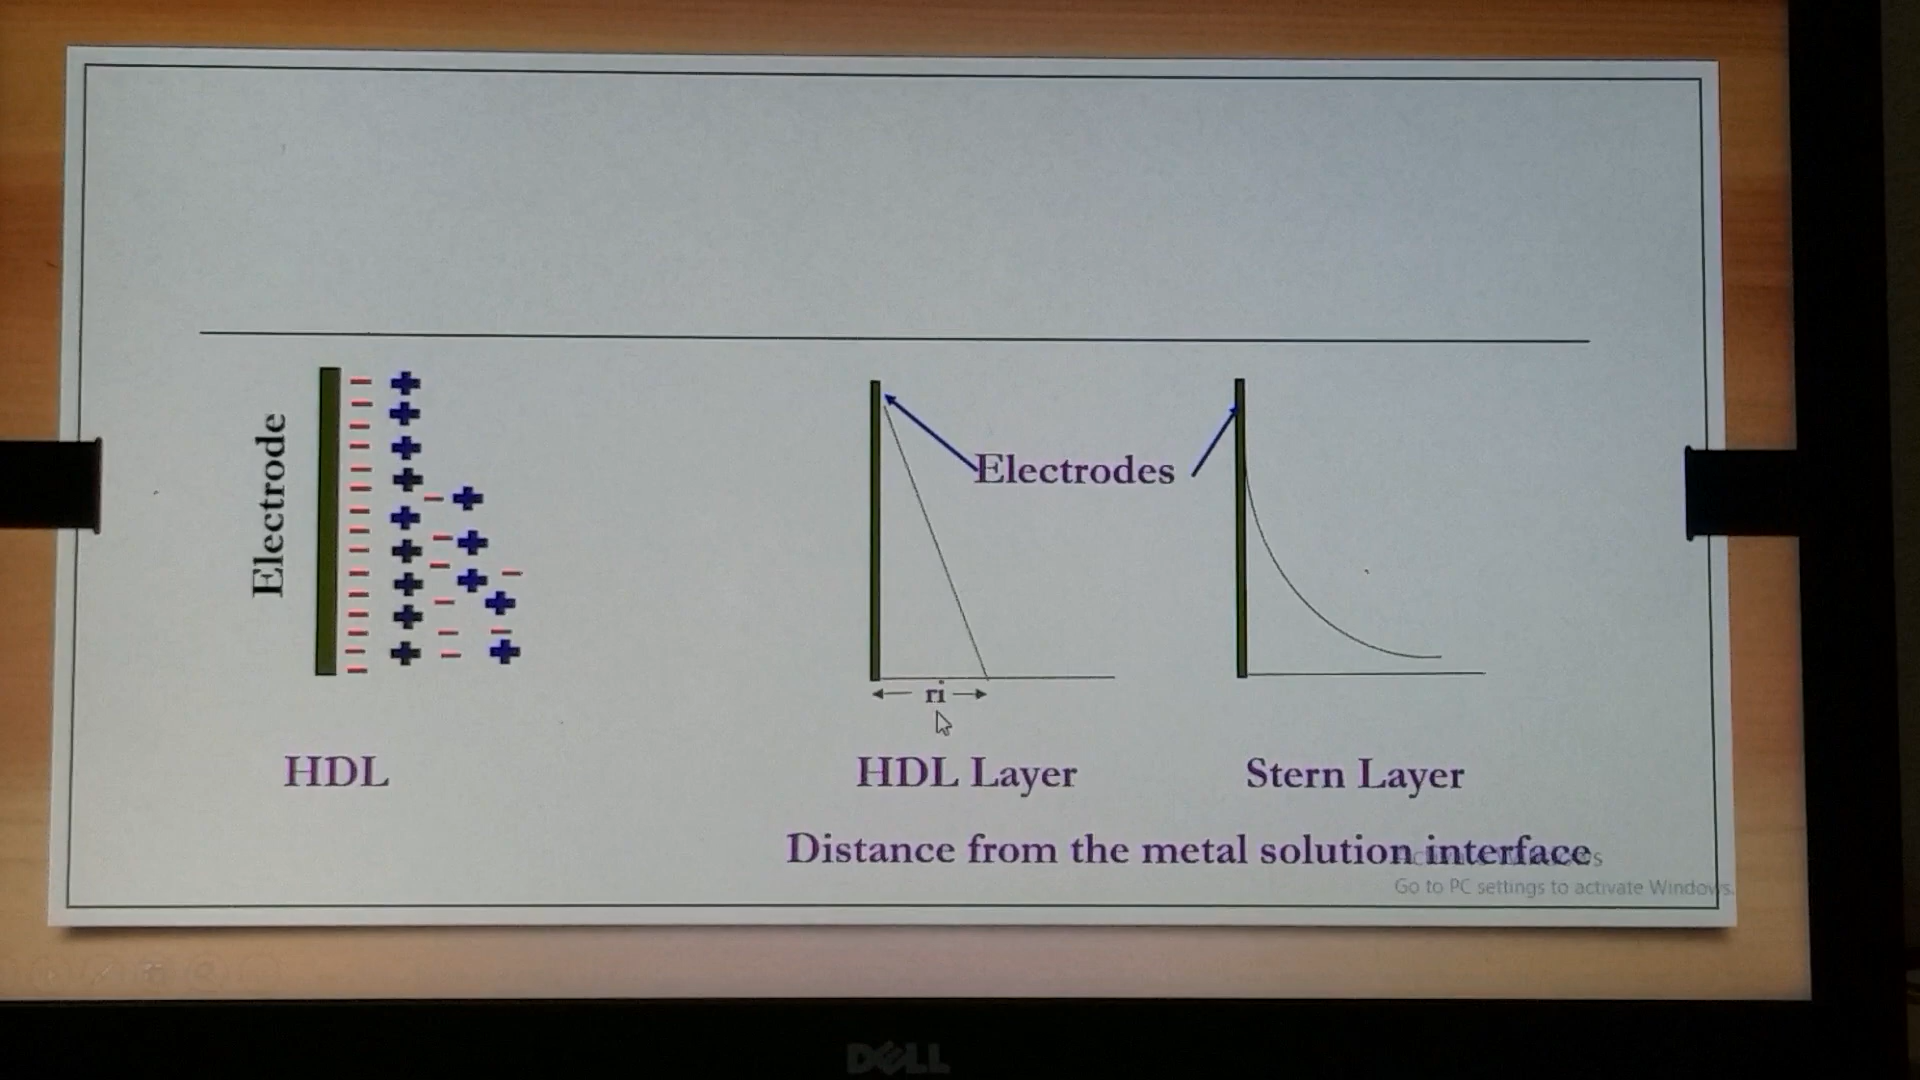 Electrode
Electrodes
ri
HDL
HDL Layer
Stern Layer
Distance from the metal solution interface
Go to PC settings to activate Windows.
DELL